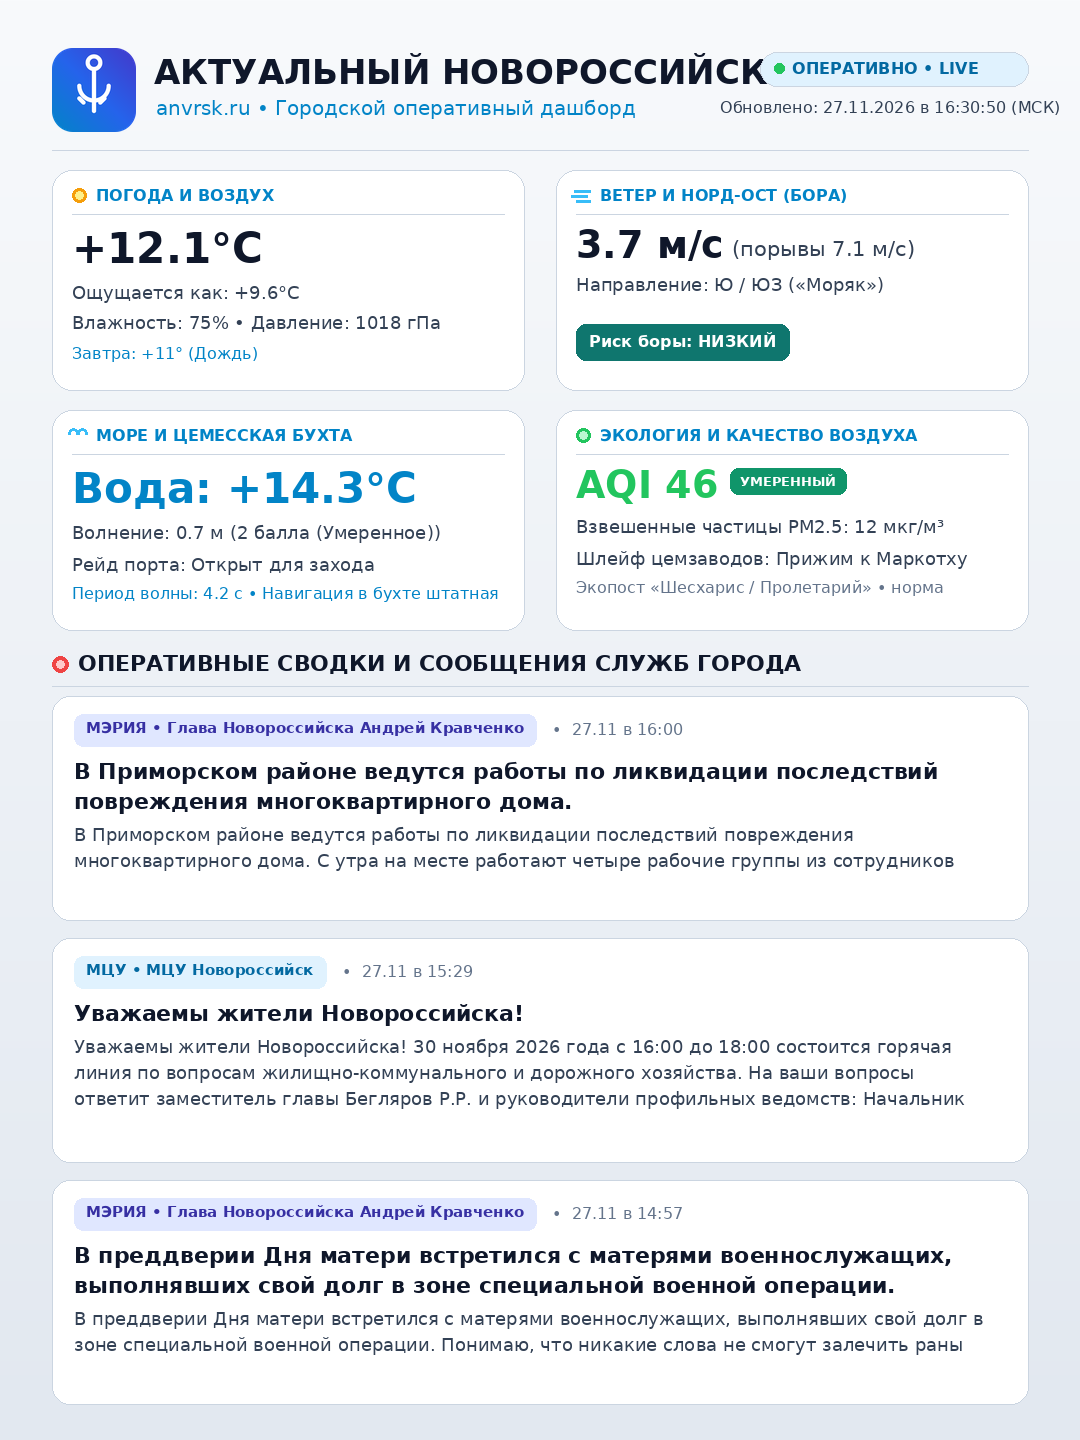 АКТУАЛЬНЫЙ НОВОРОССИЙСК
ОПЕРАТИВНО • LIVE
anvrsk.ru • Городской оперативный дашборд
Обновлено: 27.11.2026 в 16:30:50 (МСК)
ПОГОДА И ВОЗДУХ
+12.1°C
Ощущается как: +9.6°C
Влажность: 75% • Давление: 1018 гПа
Завтра: +11° (Дождь)
ВЕТЕР И НОРД-ОСТ (БОРА)
3.7 м/с (порывы 7.1 м/с)
Направление: Ю / ЮЗ («Моряк»)
Риск боры: НИЗКИЙ
МОРЕ И ЦЕМЕССКАЯ БУХТА
Вода: +14.3°C
Волнение: 0.7 м (2 балла (Умеренное))
Рейд порта: Открыт для захода
Период волны: 4.2 с • Навигация в бухте штатная
ЭКОЛОГИЯ И КАЧЕСТВО ВОЗДУХА
AQI 46 УМЕРЕННЫЙ
Взвешенные частицы PM2.5: 12 мкг/м³
Шлейф цемзаводов: Прижим к Маркотху
Экопост «Шесхарис / Пролетарий» • норма
ОПЕРАТИВНЫЕ СВОДКИ И СООБЩЕНИЯ СЛУЖБ ГОРОДА
МЭРИЯ • Глава Новороссийска Андрей Кравченко • 27.11 в 16:00
В Приморском районе ведутся работы по ликвидации последствий
повреждения многоквартирного дома.
В Приморском районе ведутся работы по ликвидации последствий повреждения
многоквартирного дома. С утра на месте работают четыре рабочие группы из сотрудников
МЦУ • МЦУ Новороссийск • 27.11 в 15:29
Уважаемы жители Новороссийска!
Уважаемы жители Новороссийска! 30 ноября 2026 года с 16:00 до 18:00 состоится горячая
линия по вопросам жилищно-коммунального и дорожного хозяйства. На ваши вопросы
ответит заместитель главы Бегляров Р.Р. и руководители профильных ведомств: Начальник
МЭРИЯ • Глава Новороссийска Андрей Кравченко • 27.11 в 14:57
В преддверии Дня матери встретился с матерями военнослужащих,
выполнявших свой долг в зоне специальной военной операции.
В преддверии Дня матери встретился с матерями военнослужащих, выполнявших свой долг в
зоне специальной военной операции. Понимаю, что никакие слова не смогут залечить раны